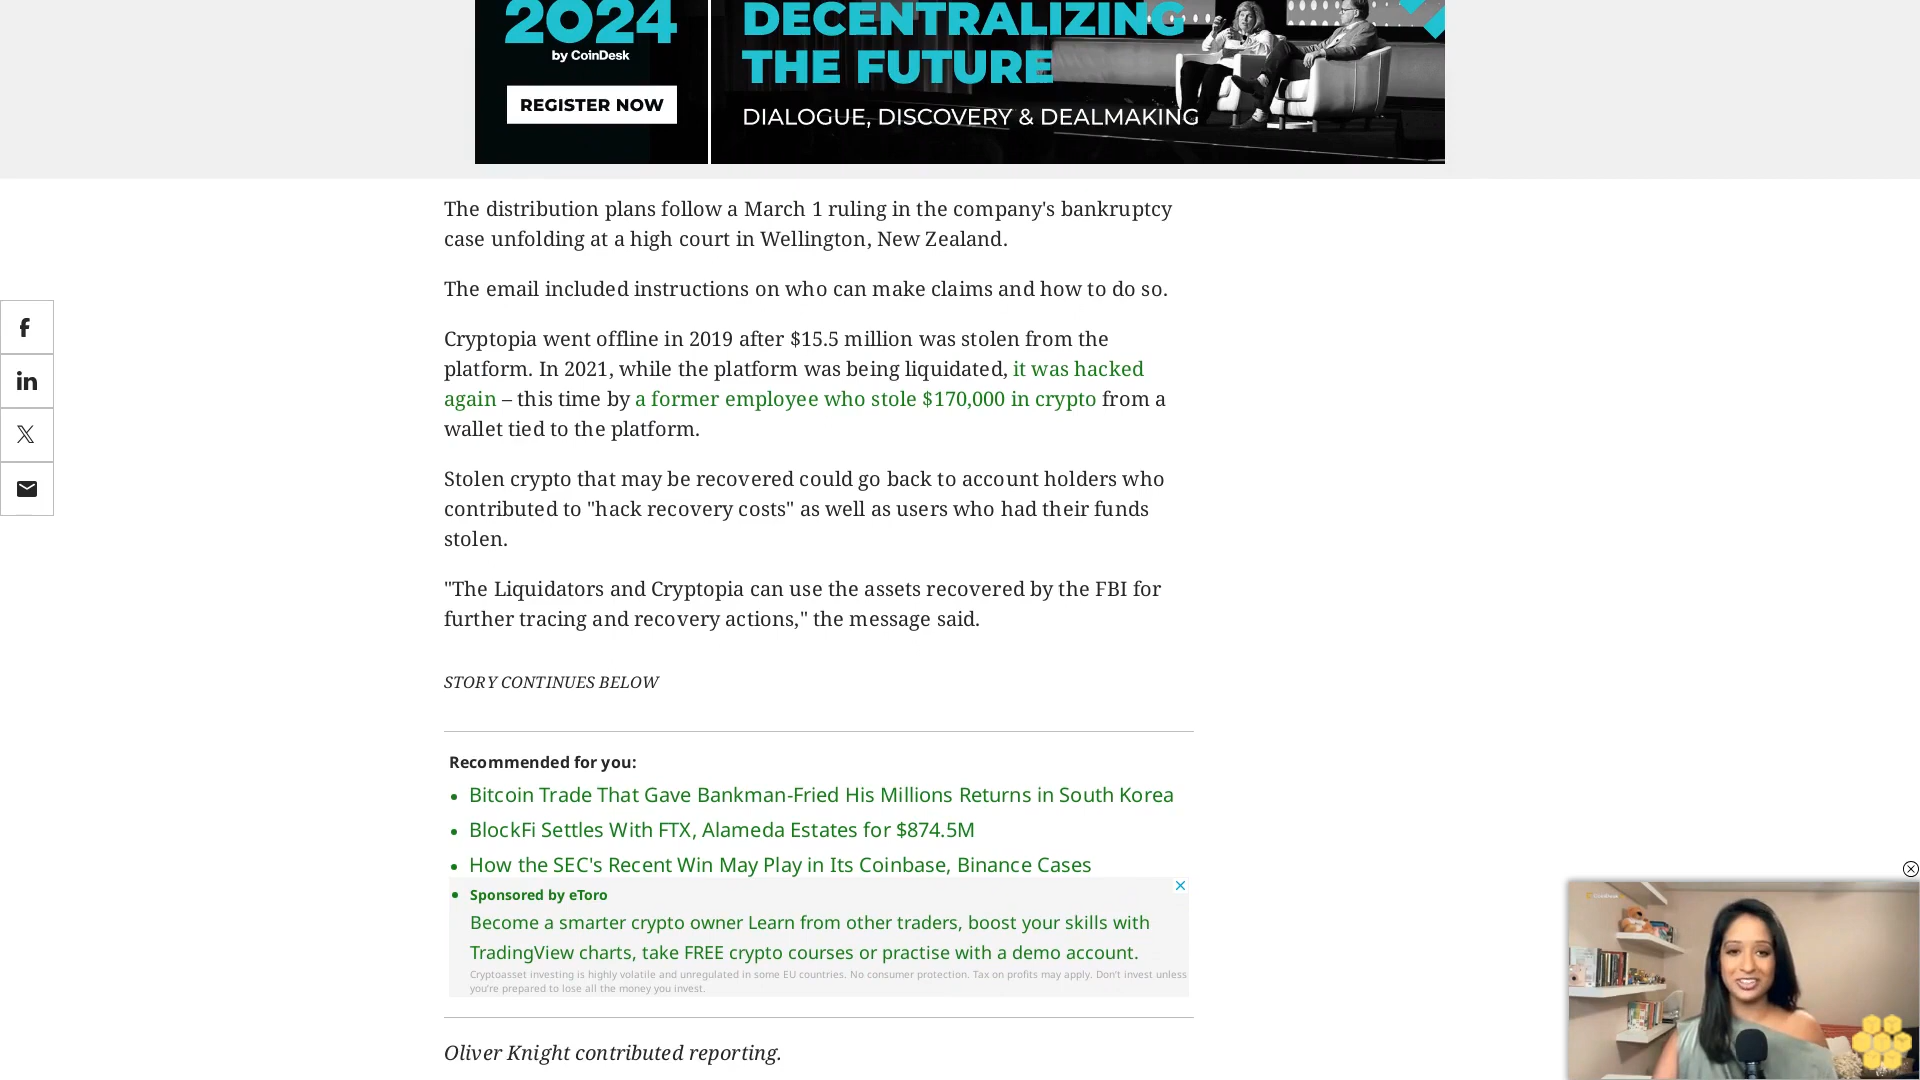 2024
by CoinDesk
REGISTER NOW
DECENTRALIZING
THE FUTURE
DIALOGUE, DISCOVERY & DEALMAKING
The distribution plans follow a March 1 ruling in the company's bankruptcy
case unfolding at a high court in Wellington, New Zealand.
The email included instructions on who can make claims and how to do so.
Cryptopia went offline in 2019 after $15.5 million was stolen from the
platform. In 2021, while the platform was being liquidated, it was hacked
again – this time by a former employee who stole $170,000 in crypto from a
wallet tied to the platform.
Stolen crypto that may be recovered could go back to account holders who
contributed to "hack recovery costs" as well as users who had their funds
stolen.
"The Liquidators and Cryptopia can use the assets recovered by the FBI for
further tracing and recovery actions," the message said.
STORY CONTINUES BELOW
Recommended for you:
Bitcoin Trade That Gave Bankman-Fried His Millions Returns in South Korea
BlockFi Settles With FTX, Alameda Estates for $874.5M
How the SEC's Recent Win May Play in Its Coinbase, Binance Cases
Sponsored by eToro
Become a smarter crypto owner Learn from other traders, boost your skills with
TradingView charts, take FREE crypto courses or practise with a demo account.
Cryptoasset investing is highly volatile and unregulated in some EU countries. No consumer protection. Tax on profits may apply. Don't invest unless
you're prepared to lose all the money you invest.
Oliver Knight contributed reporting.